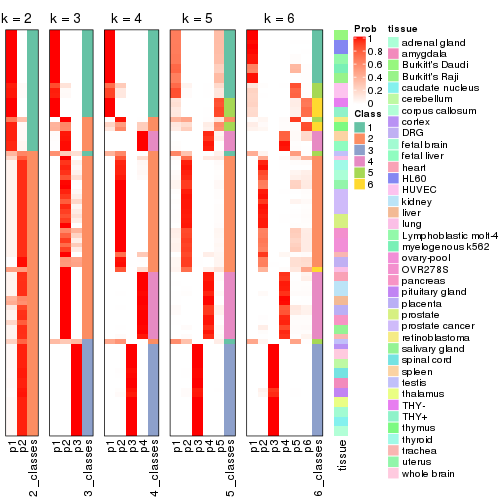 k = 2
k = 3
k = 4
k = 5
k = 6
p1
p2
2_classes
p1
p2
p3
3_classes
p1
p2
p3
p4
4_classes
p1
p2
p3
p4
p5
5_classes
p1
p2
p3
p4
p5
p6
6_classes
tissue
Prob
1
0.8
0.6
0.4
0.2
0
Class
1
2
3
4
5
6
tissue
adrenal gland
amygdala
Burkitt's Daudi
Burkitt's Raji
caudate nucleus
cerebellum
corpus callosum
cortex
DRG
fetal brain
fetal liver
heart
HL60
HUVEC
kidney
liver
lung
Lymphoblastic molt-4
myelogenous k562
ovary-pool
OVR278S
pancreas
pituitary gland
placenta
prostate
prostate cancer
retinoblastoma
salivary gland
spinal cord
spleen
testis
thalamus
THY-
THY+
thymus
thyroid
trachea
uterus
whole brain